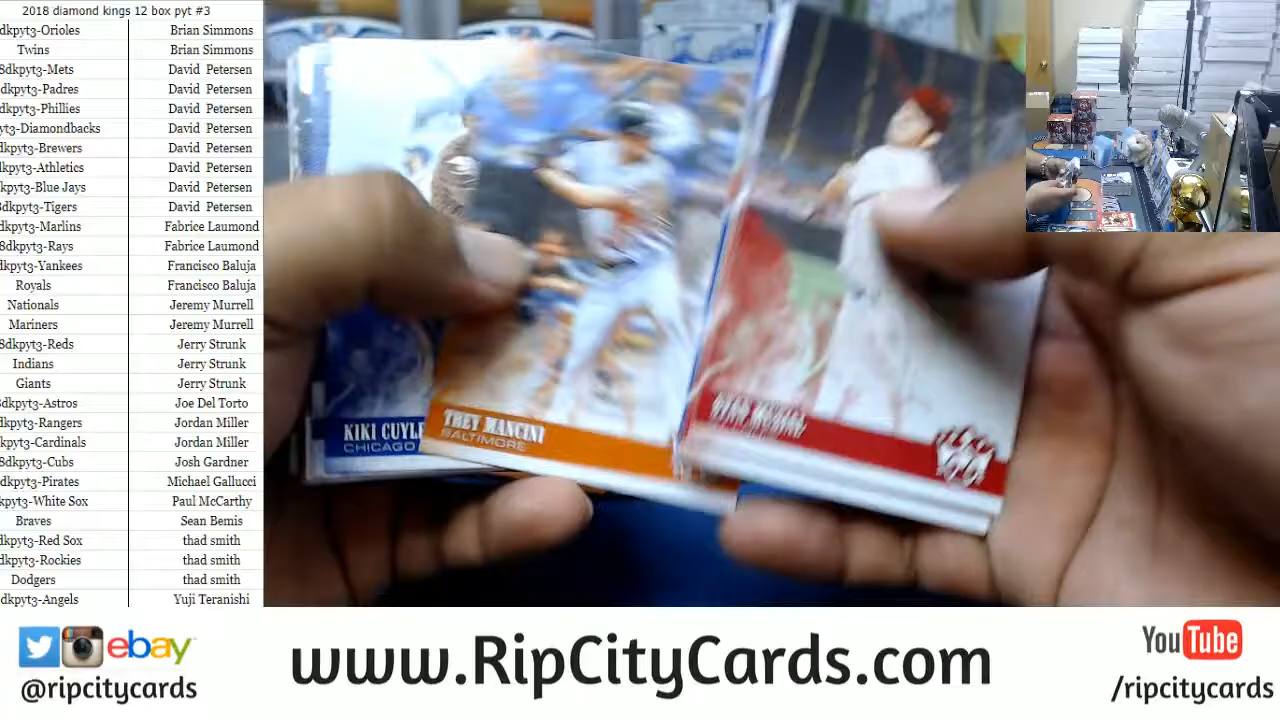 2018 diamond kings 12 box pyt #3
dkpyt3-Orioles Brian Simmons
Twins Brian Simmons
8dkpyt3-Mets David Petersen
dkpyt3-Padres David Petersen
dkpyt3-Phillies David Petersen
yt3-Diamondbacks David Petersen
dkpyt3-Brewers David Petersen
dkpyt3-Athletics David Petersen
kpyt3-Blue Jays David Petersen
8dkpyt3-Tigers David Petersen
dkpyt3-Marlins Fabrice Laumond
8dkpyt3-Rays Fabrice Laumond
dkpyt3-Yankees Francisco Baluja
Royals Francisco Baluja
Nationals Jeremy Murrell
Mariners Jeremy Murrell
8dkpyt3-Reds Jerry Strunk
Indians Jerry Strunk
Giants Jerry Strunk
8dkpyt3-Astros Joe Del Torto
dkpyt3-Rangers Jordan Miller
dkpyt3-Cardinals Jordan Miller
8dkpyt3-Cubs Josh Gardner
dkpyt3-Pirates Michael Gallucci
kpyt3-White Sox Paul McCarthy
Braves Sean Bemis
dkpyt3-Red Sox thad smith
dkpyt3-Rockies thad smith
Dodgers thad smith
dkpyt3-Angels Yuji Teranishi
KIKI CUYLE
CHICAGO
TREY MANCINI
BALTIMORE
ebay
@ripcitycards
www.RipCityCards.com
YouTube
/ripcitycards